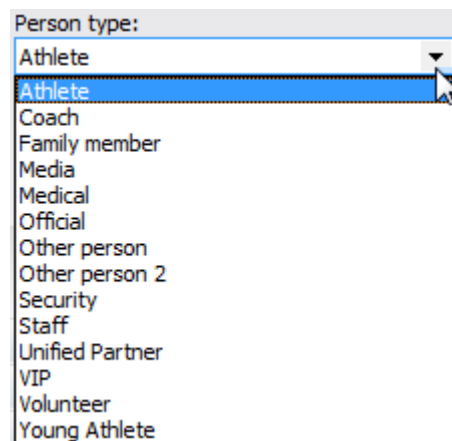 Person type:
Athlete
Athlete
Coach
Family member
Media
Medical
Official
Other person
Other person 2
Security
Staff
Unified Partner
VIP
Volunteer
Young Athlete